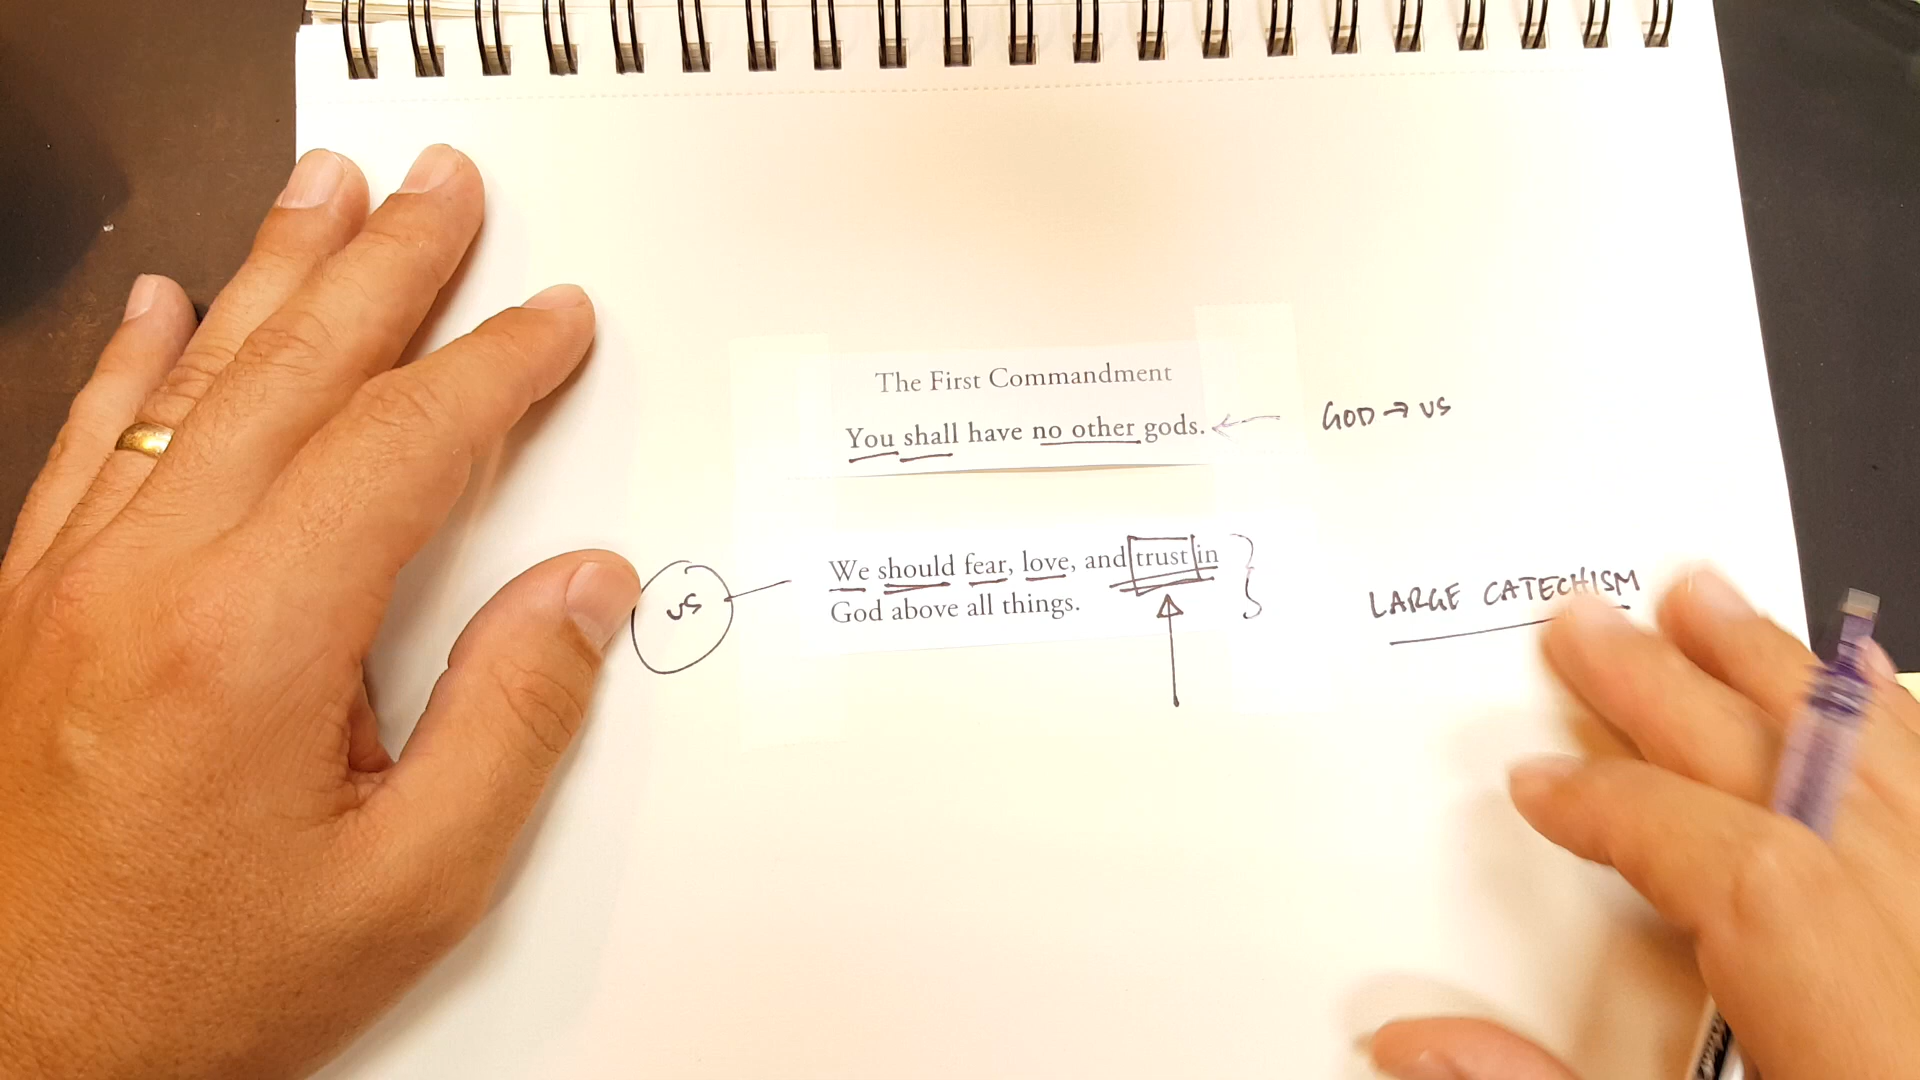 The First Commandment
You shall have no other gods.
GOD → US
We should fear, love, and trust in
God above all things.
US
LARGE CATECHISM